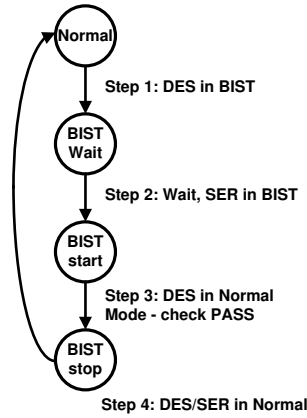 Normal
Step 1: DES in BIST
BIST
Wait
Step 2: Wait, SER in BIST
BIST
start
Step 3: DES in Normal
Mode - check PASS
BIST
stop
Step 4: DES/SER in Normal